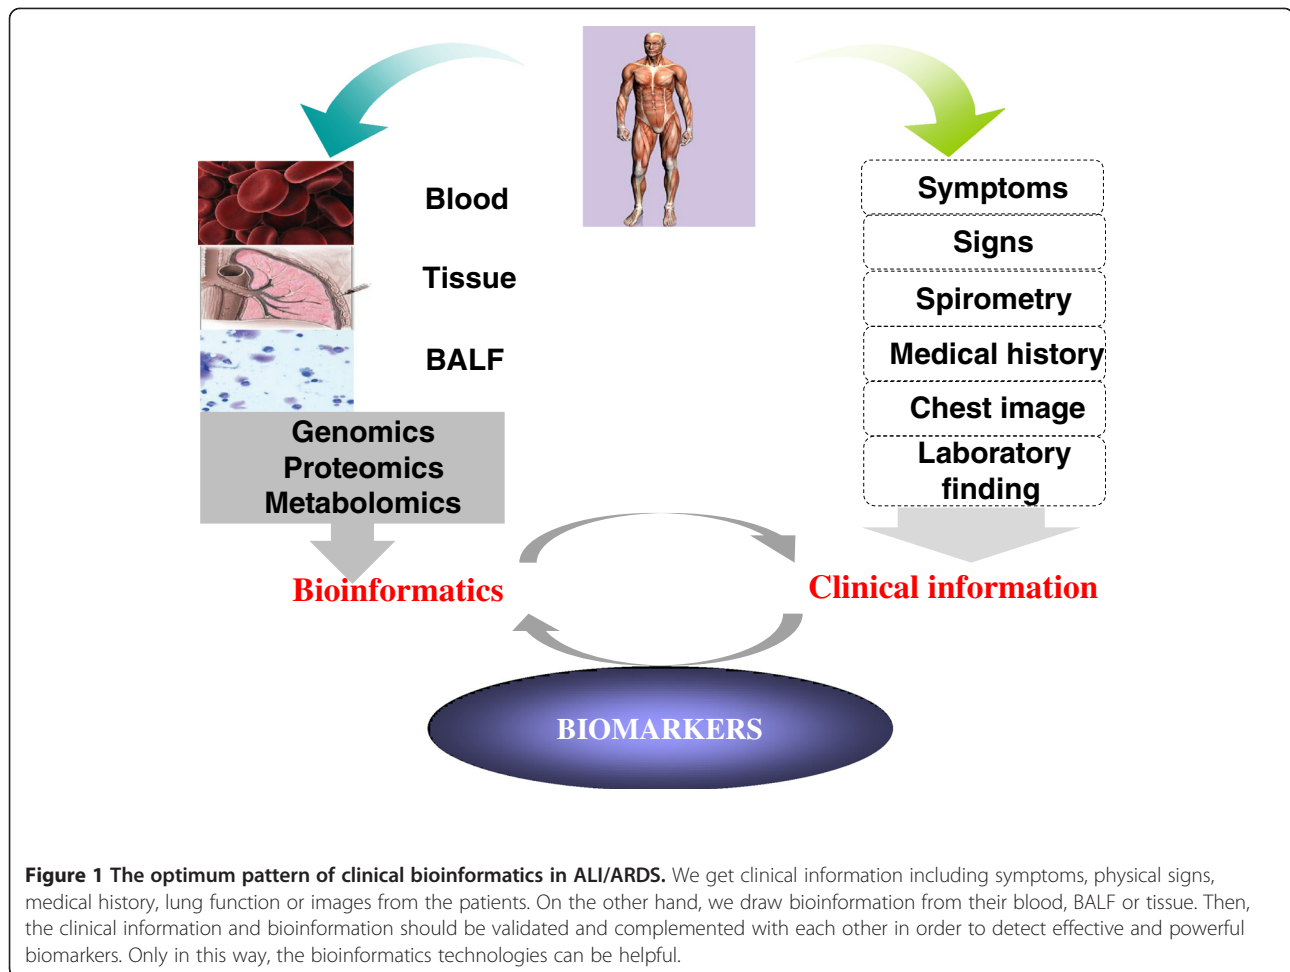 Blood
Tissue
BALF
Genomics
Proteomics
Metabolomics
Bioinformatics
Symptoms
Signs
Spirometry
Medical history
Chest image
Laboratory
finding
Clinical information
BIOMARKERS
Figure 1 The optimum pattern of clinical bioinformatics in ALI/ARDS. We get clinical information including symptoms, physical signs,
medical history, lung function or images from the patients. On the other hand, we draw bioinformation from their blood, BALF or tissue. Then,
the clinical information and bioinformation should be validated and complemented with each other in order to detect effective and powerful
biomarkers. Only in this way, the bioinformatics technologies can be helpful.